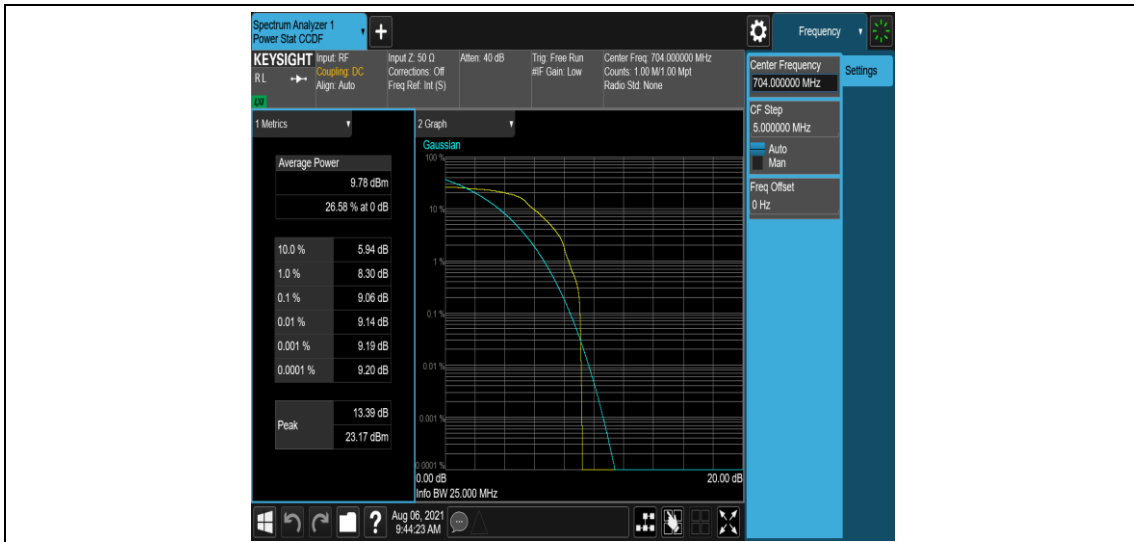 Spectrum Analyzer 1
Power Stat CCDF
Frequency
KEYSIGHT
RL
LM
Input: RF
Coupling: DC
Align: Auto
Input Z: 50 Ω
Corrections: Off
Freq Ref: Int (S)
Atten: 40 dB
Trig: Free Run
#IF Gain: Low
Center Freq: 704.000000 MHz
Counts: 1.00 M/1.00 Mpt
Radio Std: None
Center Frequency
704.000000 MHz
Settings
CF Step
5.000000 MHz
Auto
Man
Freq Offset
0 Hz
1 Metrics
Average Power
9.78 dBm
26.58 % at 0 dB
10.0 % 5.94 dB
1.0 % 8.30 dB
0.1 % 9.06 dB
0.01 % 9.14 dB
0.001 % 9.19 dB
0.0001 % 9.20 dB
Peak
13.39 dB
23.17 dBm
2 Graph
Gaussian
100 %
10 %
1 %
0.1 %
0.01 %
0.001 %
0.0001 %
0.00 dB 20.00 dB
Info BW 25.000 MHz
Aug 06, 2021
9:44:23 AM